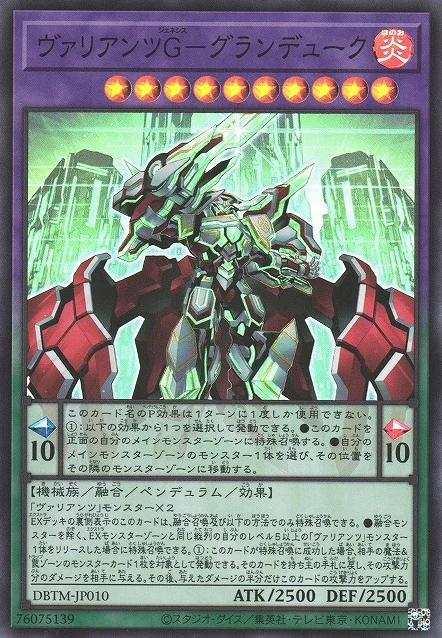 ヴァリアンツG－グランデューク
ジェネシス
炎
ほのお
このカード名のP効果は1ターンに1度しか使用できない。
①：以下の効果から1つを選択して発動できる。●このカードを
正面の自分のメインモンスターゾーンに特殊召喚する。●自分の
メインモンスターゾーンのモンスター1体を選び、その位置を
その隣のモンスターゾーンに移動する。
10
10
【機械族／融合／ペンデュラム／効果】
「ヴァリアンツ」モンスター×2
EXデッキの裏側表示のこのカードは、融合召喚及び以下の方法でのみ特殊召喚できる。●融合モン
スターを除く、EXモンスターゾーンと同じ縦列の自分のレベル5以上の「ヴァリアンツ」モンスター
1体をリリースした場合に特殊召喚できる。①：このカードが特殊召喚に成功した場合、相手の魔法＆
罠ゾーンのモンスターカード1枚を対象として発動できる。そのカードを持ち主の手札に戻し、その攻撃力
分のダメージを相手に与える。その後、与えたダメージの半分だけこのカードの攻撃力をアップする。
DBTM-JP010
ATK/2500 DEF/2500
76075139
©スタジオ・ダイス／集英社・テレビ東京・KONAMI